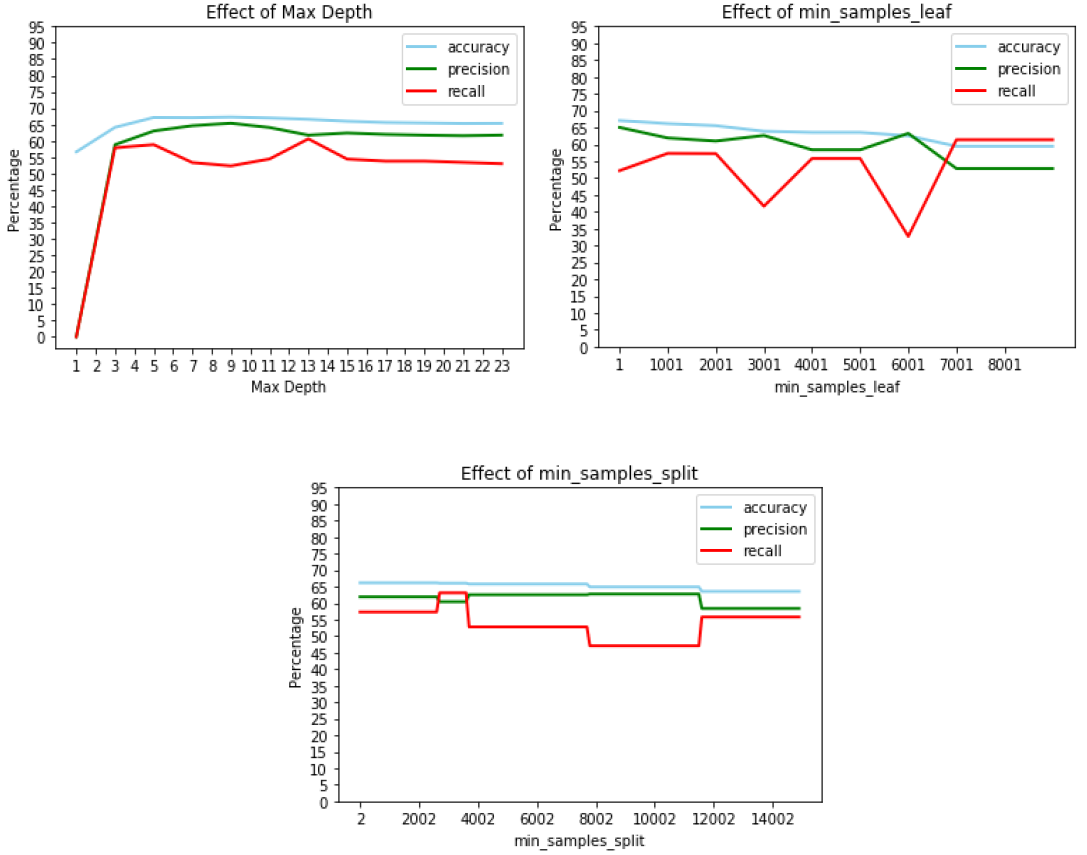 Effect of Max Depth
95
90
85
80
75
70
65
60
55
50
45
40
35
30
25
20
15
10
5
0
Percentage
accuracy
precision
recall
1 2 3 4 5 6 7 8 9 10 11 12 13 14 15 16 17 18 19 20 21 22 23
Max Depth
Effect of min_samples_leaf
95
90
85
80
75
70
65
60
55
50
45
40
35
30
25
20
15
10
5
0
Percentage
accuracy
precision
recall
1 1001 2001 3001 4001 5001 6001 7001 8001
min_samples_leaf
Effect of min_samples_split
95
90
85
80
75
70
65
60
55
50
45
40
35
30
25
20
15
10
5
0
Percentage
accuracy
precision
recall
2 2002 4002 6002 8002 10002 12002 14002
min_samples_split